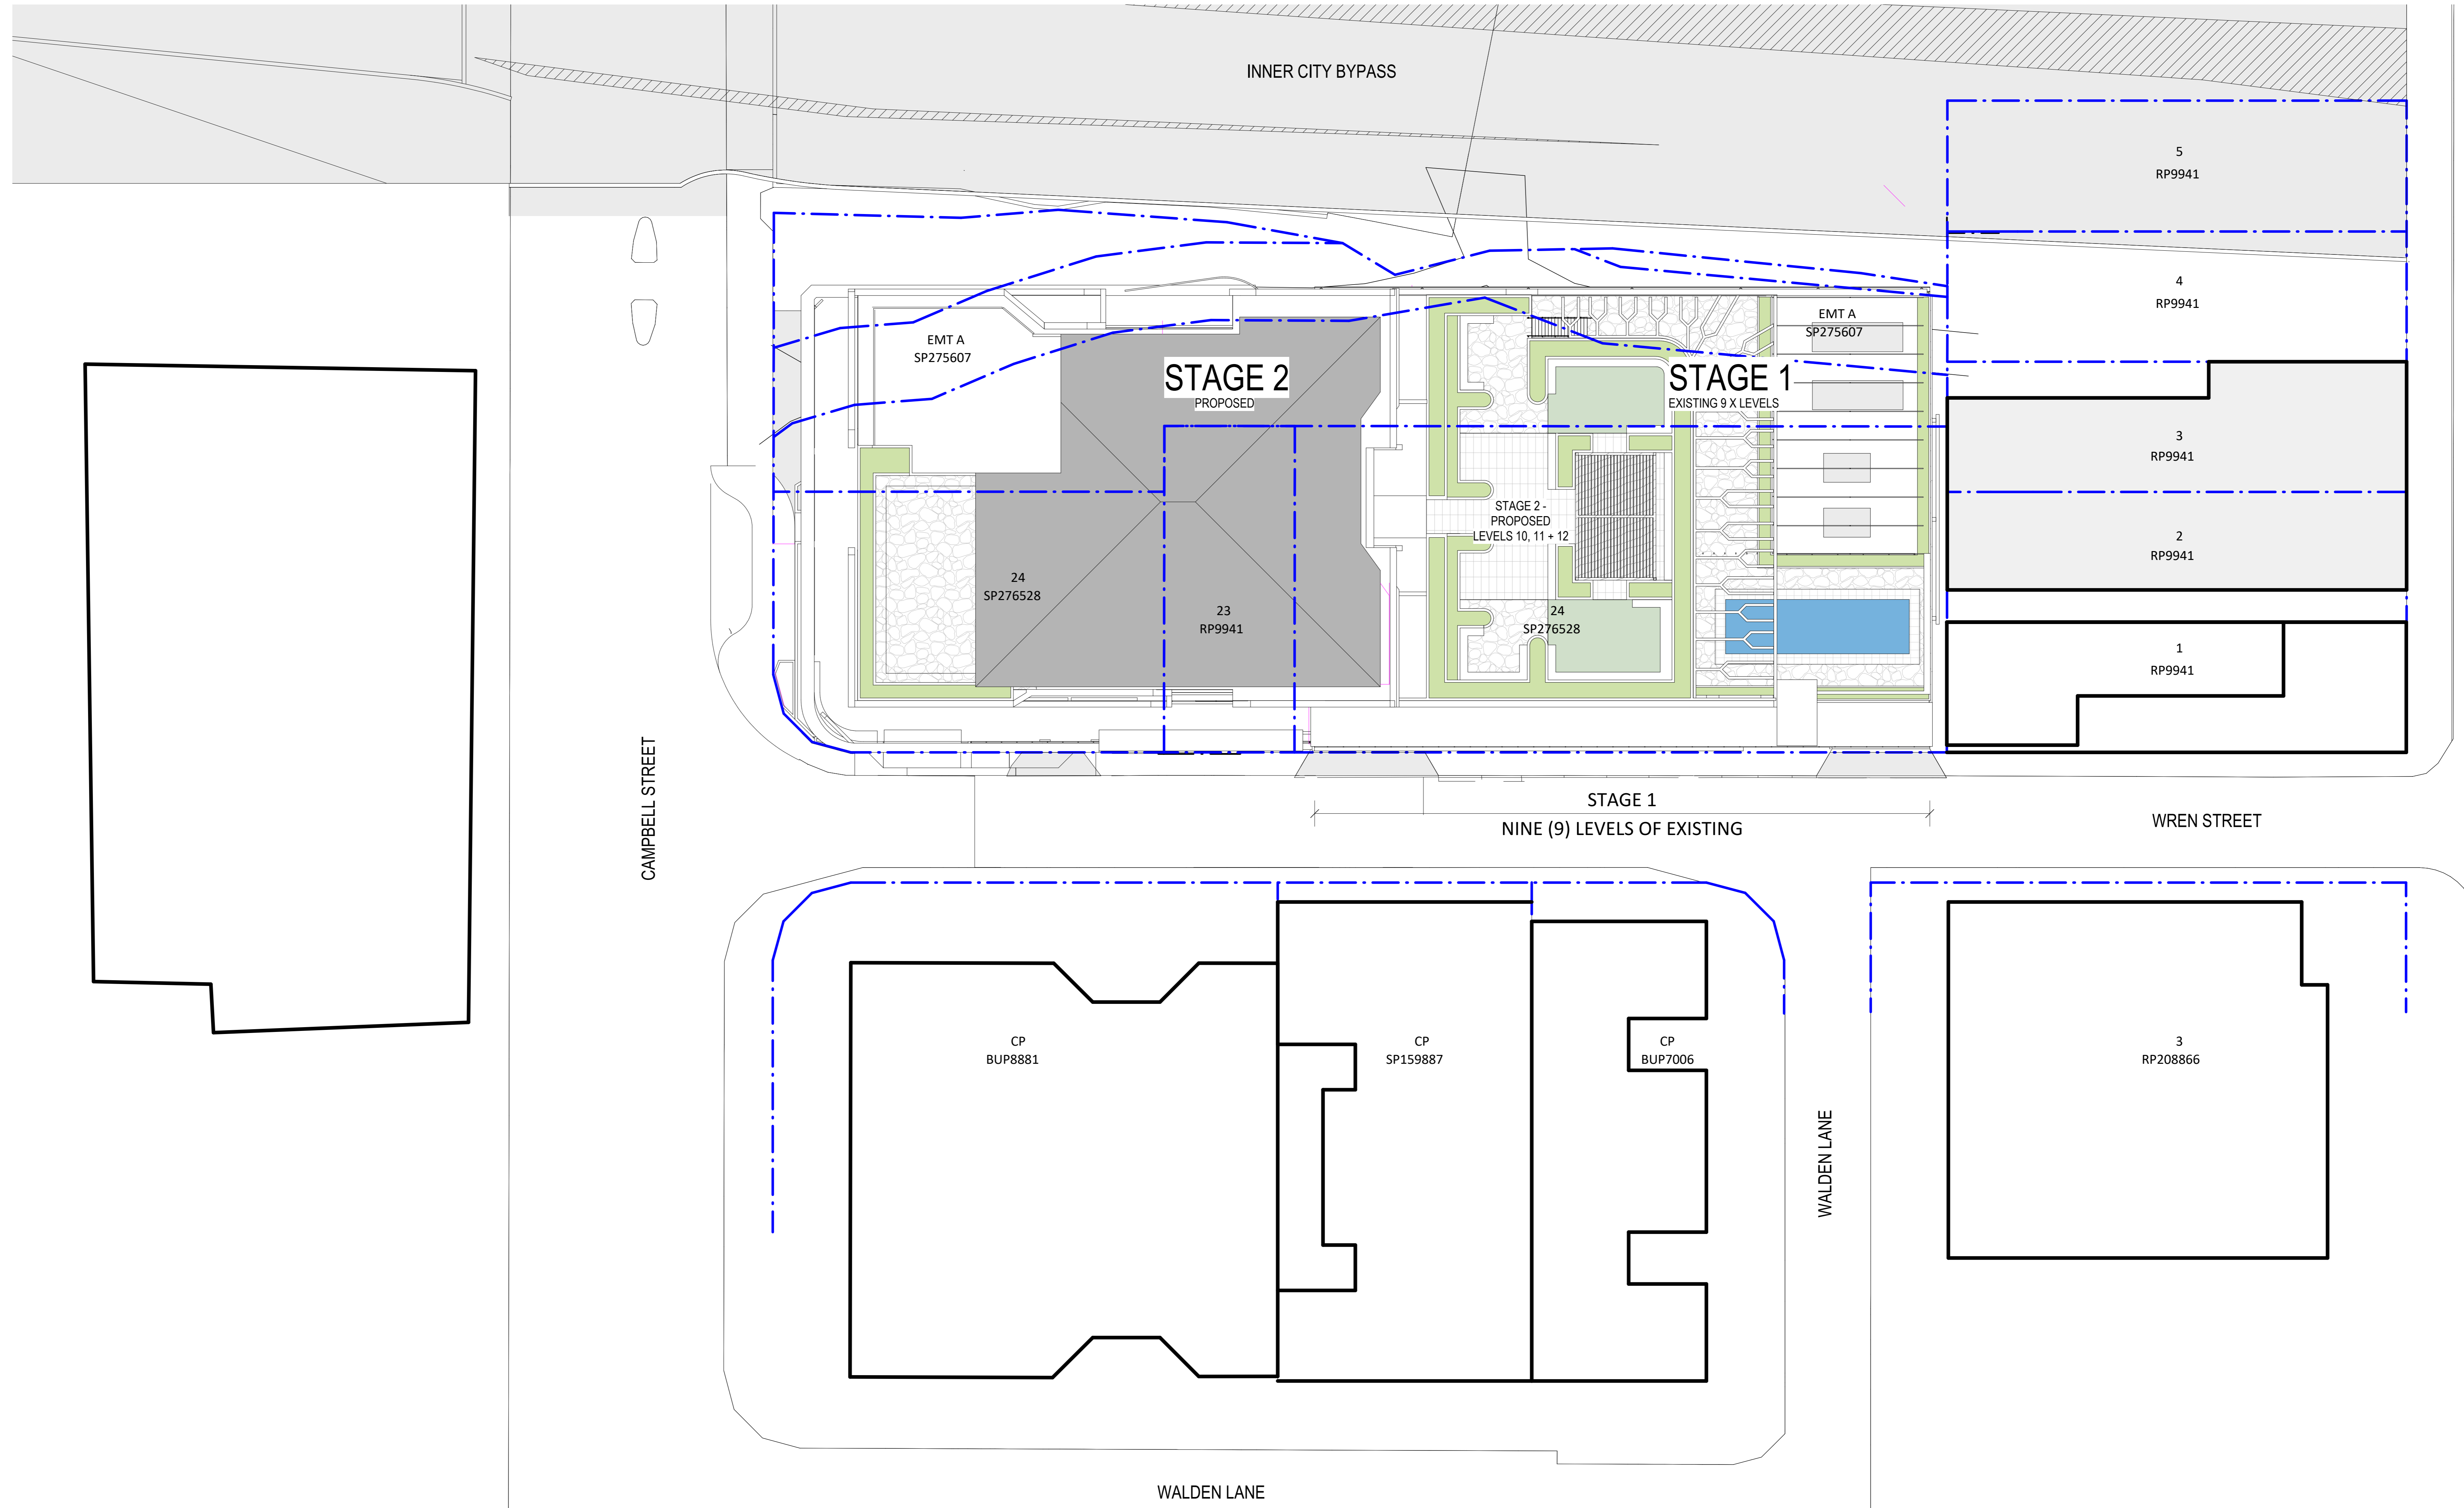 INNER CITY BYPASS
5
RP9941
4
RP9941
EMT A
SP275607
EMT A
SP275607
STAGE 2
PROPOSED
STAGE 1
EXISTING 9 X LEVELS
3
RP9941
STAGE 2 -
PROPOSED
LEVELS 10, 11 + 12
2
RP9941
24
SP276528
23
RP9941
24
SP276528
1
RP9941
CAMPBELL STREET
STAGE 1
NINE (9) LEVELS OF EXISTING
WREN STREET
CP
BUP8881
CP
SP159887
CP
BUP7006
3
RP208866
WALDEN LANE
WALDEN LANE